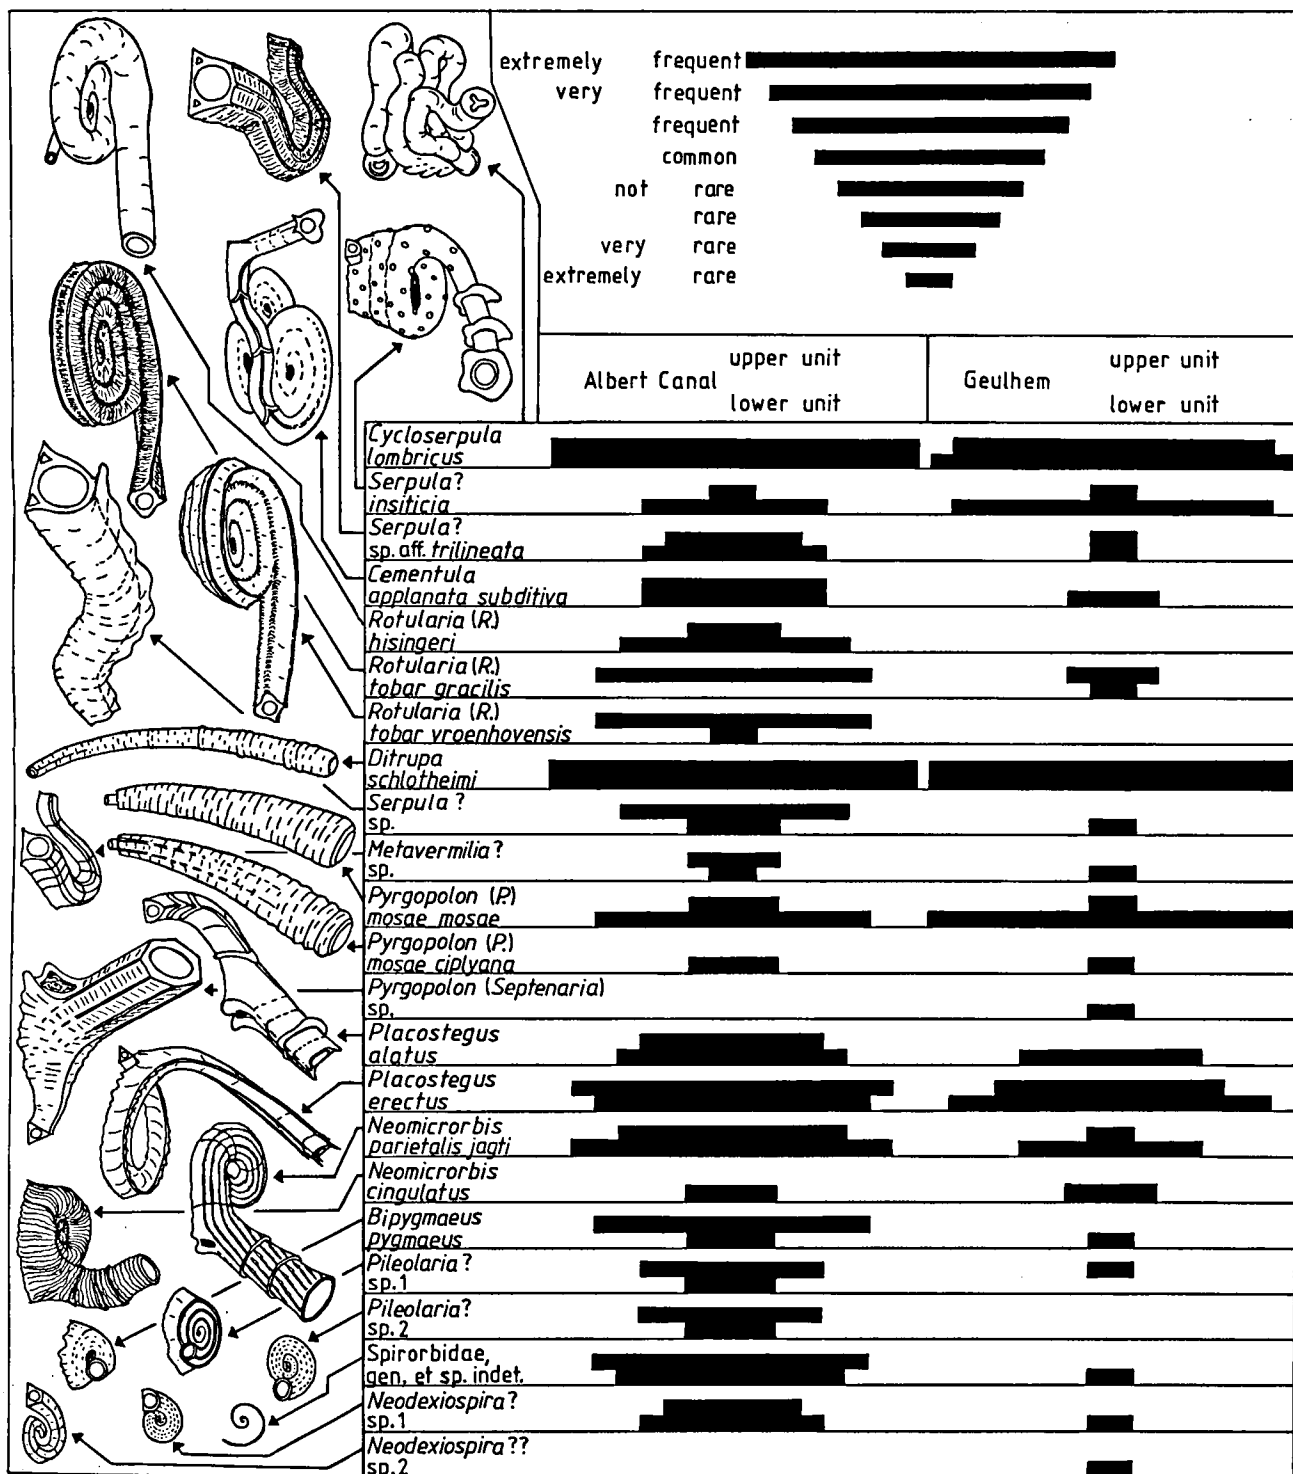 extremely frequent
very frequent
frequent
common
not rare
rare
very rare
extremely rare
Albert Canal
upper unit
lower unit
Geulhem
upper unit
lower unit
Cycloserpula
lombricus
Serpula?
insiticia
Serpula?
sp. aff. trilineata
Cementula
applanata subditiva
Rotularia (R.)
hisingeri
Rotularia (R.)
tobar gracilis
Rotularia (R.)
tobar vroenhovensis
Ditrupa
schlotheimi
Serpula ?
sp.
Metavermilia ?
sp.
Pyrgopolon (P.)
mosae mosae
Pyrgopolon (P.)
mosae ciplyana
Pyrgopolon (Septenaria)
sp.
Placostegus
alatus
Placostegus
erectus
Neomicrorbis
parietalis jagti
Neomicrorbis
cingulatus
Bipygmaeus
pygmaeus
Pileolaria?
sp.1
Pileolaria?
sp.2
Spirorbidae,
gen. et sp. indet.
Neodexiospira?
sp.1
Neodexiospira??
sp.2